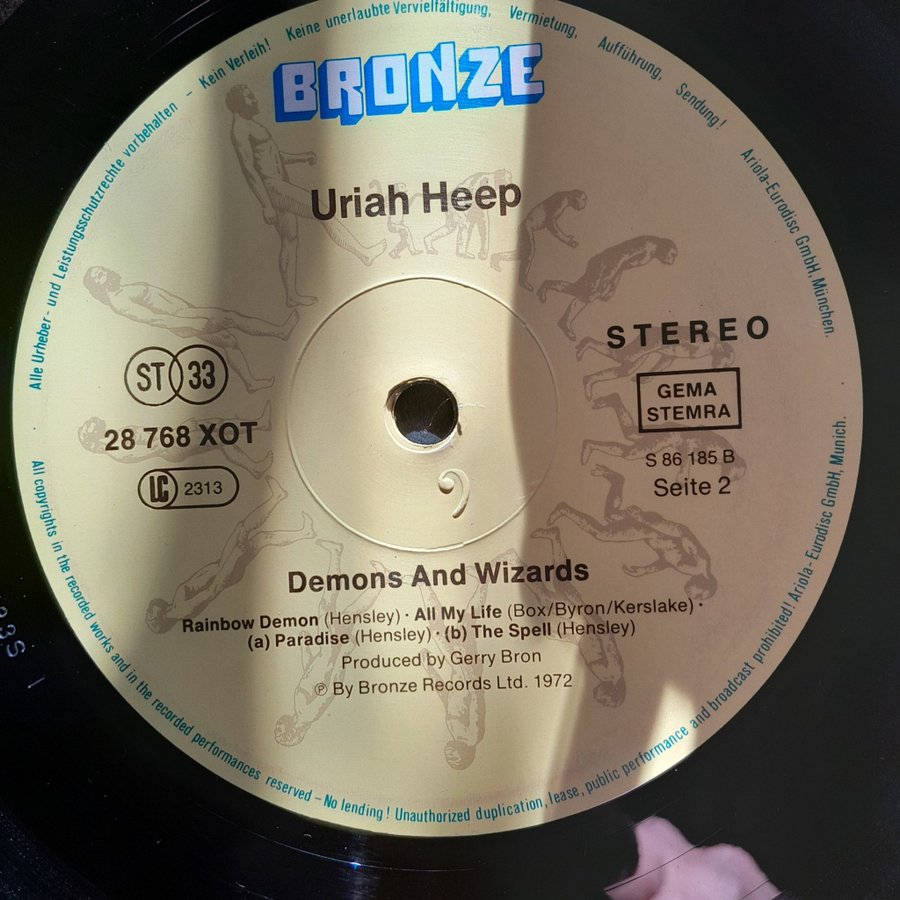 Alle Urheber- und Leistungsschutzrechte vorbehalten – Kein Verleih! Keine unerlaubte Vervielfältigung, Vermietung, Aufführung, Sendung!
Ariola-Eurodisc GmbH, München.
BRONZE
Uriah Heep
STEREO
ST 33
GEMA
STEMRA
28 768 XOT
LC 2313
S 86 185 B
Seite 2
Demons And Wizards
Rainbow Demon (Hensley) · All My Life (Box/Byron/Kerslake) ·
(a) Paradise (Hensley) · (b) The Spell (Hensley)
Produced by Gerry Bron
℗ By Bronze Records Ltd. 1972
All copyrights in the recorded works and in the recorded performances reserved – No lending! Unauthorized duplication, lease, public performance and broadcast prohibited! Ariola-Eurodisc GmbH, Munich.